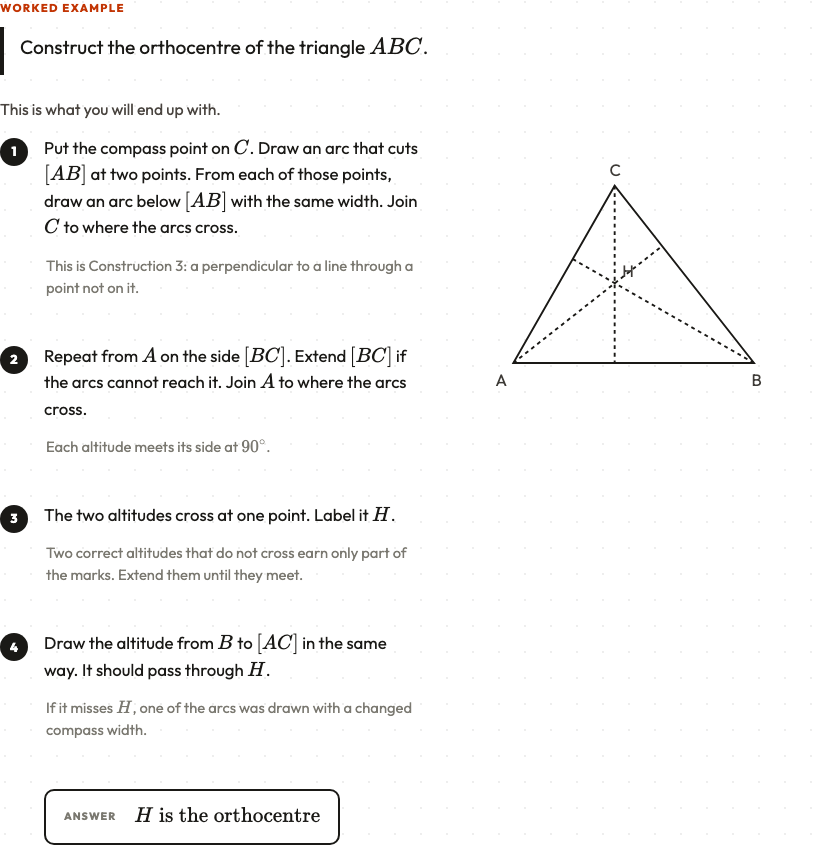 WORKED EXAMPLE
Construct the orthocentre of the triangle ABC.
This is what you will end up with.
1 Put the compass point on C. Draw an arc that cuts
[AB] at two points. From each of those points,
draw an arc below [AB] with the same width. Join
C to where the arcs cross.
This is Construction 3: a perpendicular to a line through a
point not on it.
2 Repeat from A on the side [BC]. Extend [BC] if
the arcs cannot reach it. Join A to where the arcs
cross.
Each altitude meets its side at 90°.
3 The two altitudes cross at one point. Label it H.
Two correct altitudes that do not cross earn only part of
the marks. Extend them until they meet.
4 Draw the altitude from B to [AC] in the same
way. It should pass through H.
If it misses H, one of the arcs was drawn with a changed
compass width.
ANSWER H is the orthocentre
C
H
A B